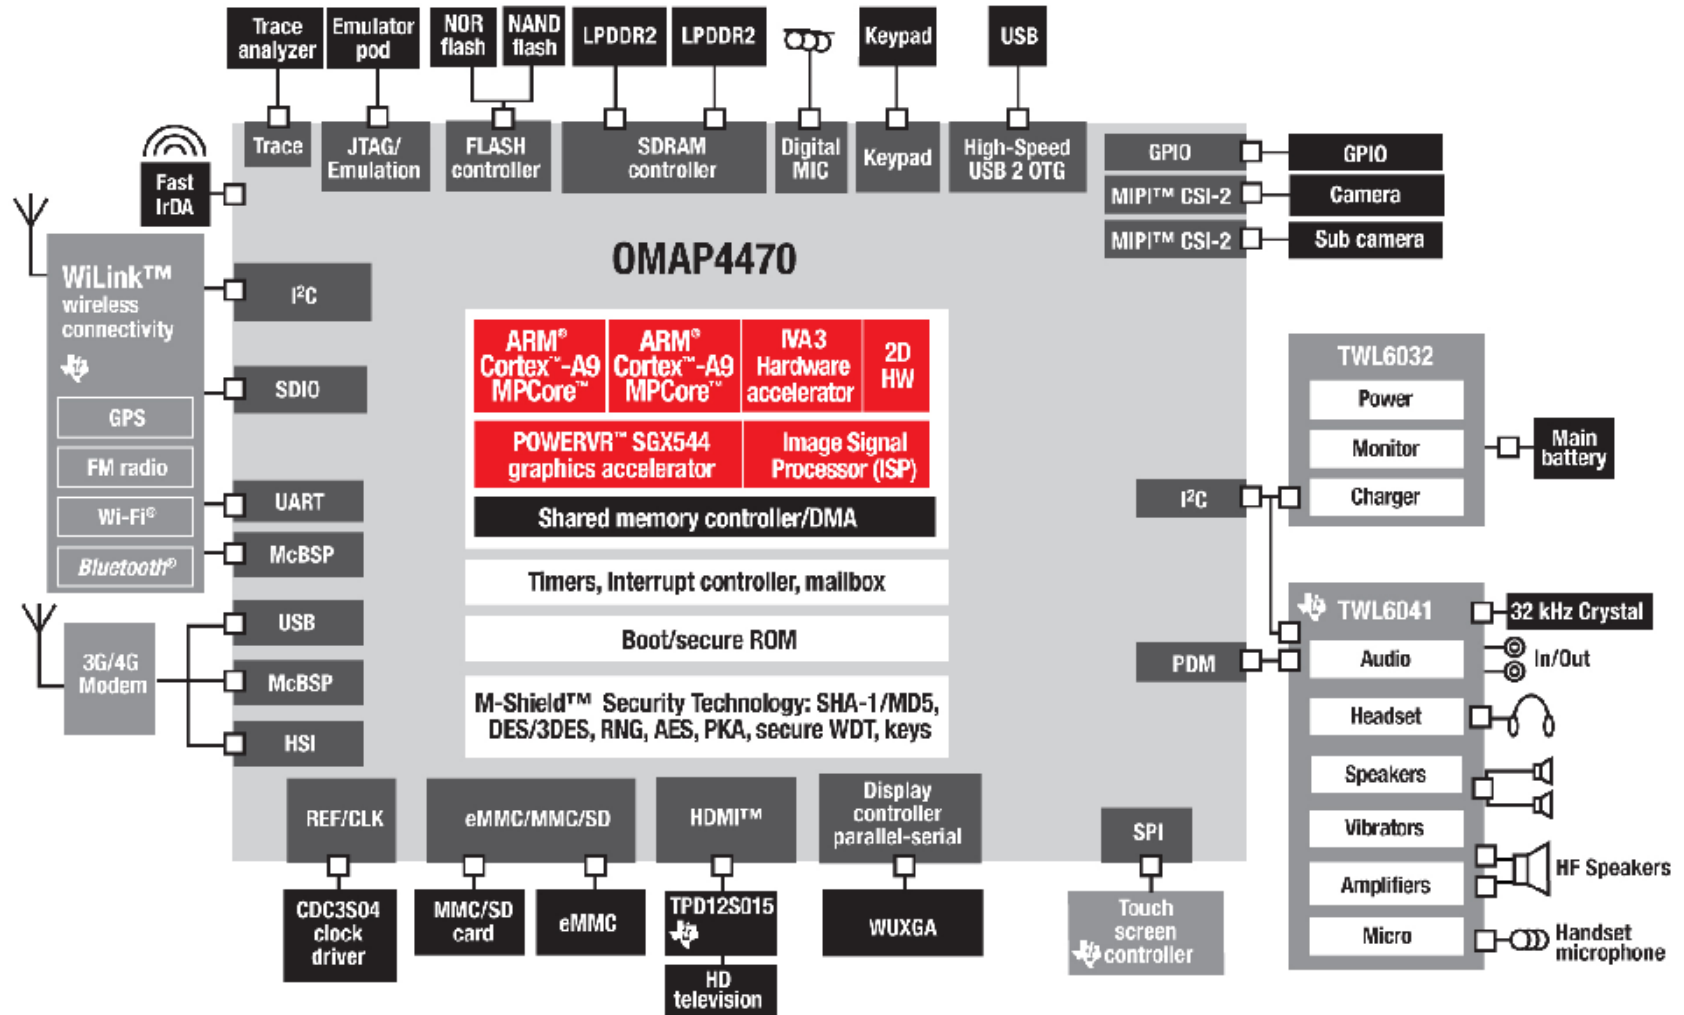 Trace
analyzer
Emulator
pod
NOR
flash
NAND
flash
LPDDR2
LPDDR2
Keypad
USB
Trace
JTAG/
Emulation
FLASH
controller
SDRAM
controller
Digital
MIC
Keypad
High-Speed
USB 2 OTG
GPIO
GPIO
MIPI™ CSI-2
Camera
MIPI™ CSI-2
Sub camera
Fast
IrDA
OMAP4470
WiLink™
wireless
connectivity
GPS
FM radio
Wi-Fi®
Bluetooth®
I²C
SDIO
UART
McBSP
USB
McBSP
HSI
3G/4G
Modem
ARM®
Cortex™-A9
MPCore™
ARM®
Cortex™-A9
MPCore™
IVA3
Hardware
accelerator
2D
HW
POWERVR™ SGX544
graphics accelerator
Image Signal
Processor (ISP)
Shared memory controller/DMA
Timers, Interrupt controller, mailbox
Boot/secure ROM
M-Shield™ Security Technology: SHA-1/MD5,
DES/3DES, RNG, AES, PKA, secure WDT, keys
I²C
PDM
TWL6032
Power
Monitor
Charger
Main
battery
TWL6041
32 kHz Crystal
Audio
In/Out
Headset
Speakers
Vibrators
Amplifiers
HF Speakers
Micro
Handset
microphone
REF/CLK
eMMC/MMC/SD
HDMI™
Display
controller
parallel-serial
SPI
CDC3S04
clock
driver
MMC/SD
card
eMMC
TPD12S015
HD
television
WUXGA
Touch
screen
controller